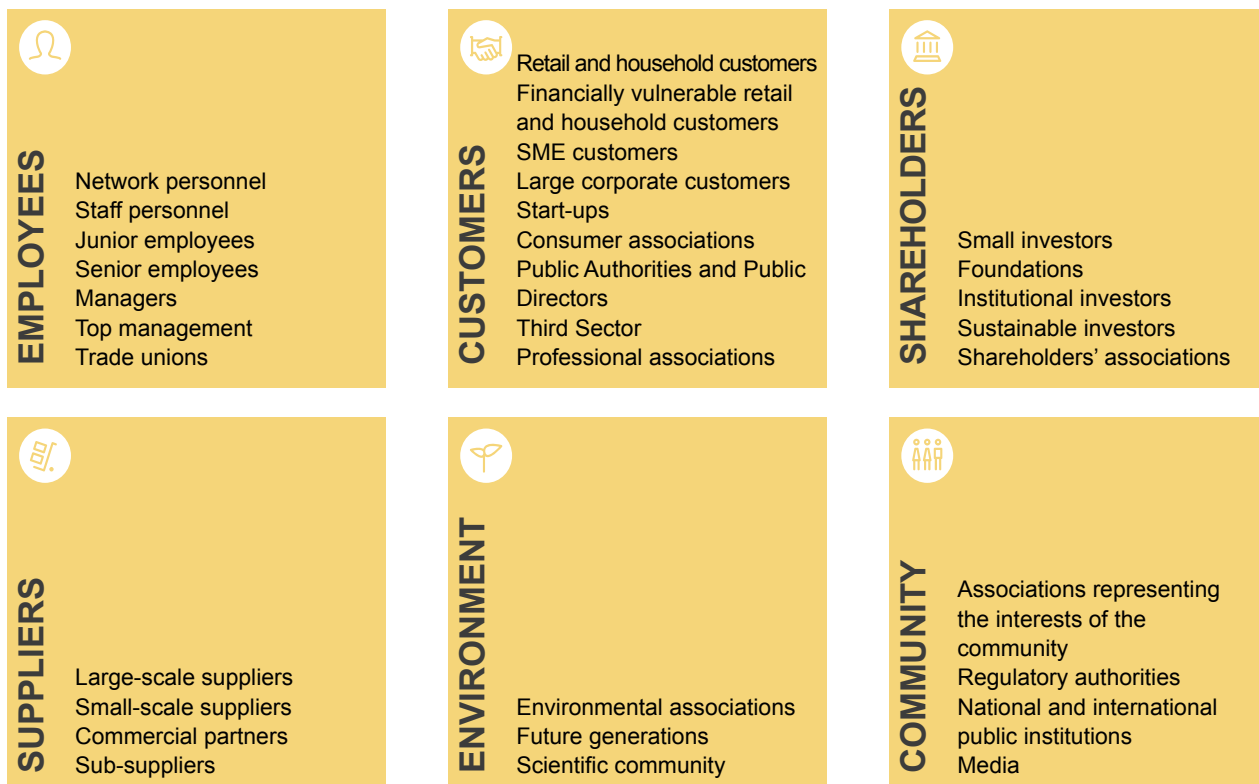 EMPLOYEES
Network personnel
Staff personnel
Junior employees
Senior employees
Managers
Top management
Trade unions
CUSTOMERS
Retail and household customers
Financially vulnerable retail
and household customers
SME customers
Large corporate customers
Start-ups
Consumer associations
Public Authorities and Public
Directors
Third Sector
Professional associations
SHAREHOLDERS
Small investors
Foundations
Institutional investors
Sustainable investors
Shareholders’ associations
SUPPLIERS
Large-scale suppliers
Small-scale suppliers
Commercial partners
Sub-suppliers
ENVIRONMENT
Environmental associations
Future generations
Scientific community
COMMUNITY
Associations representing
the interests of the
community
Regulatory authorities
National and international
public institutions
Media